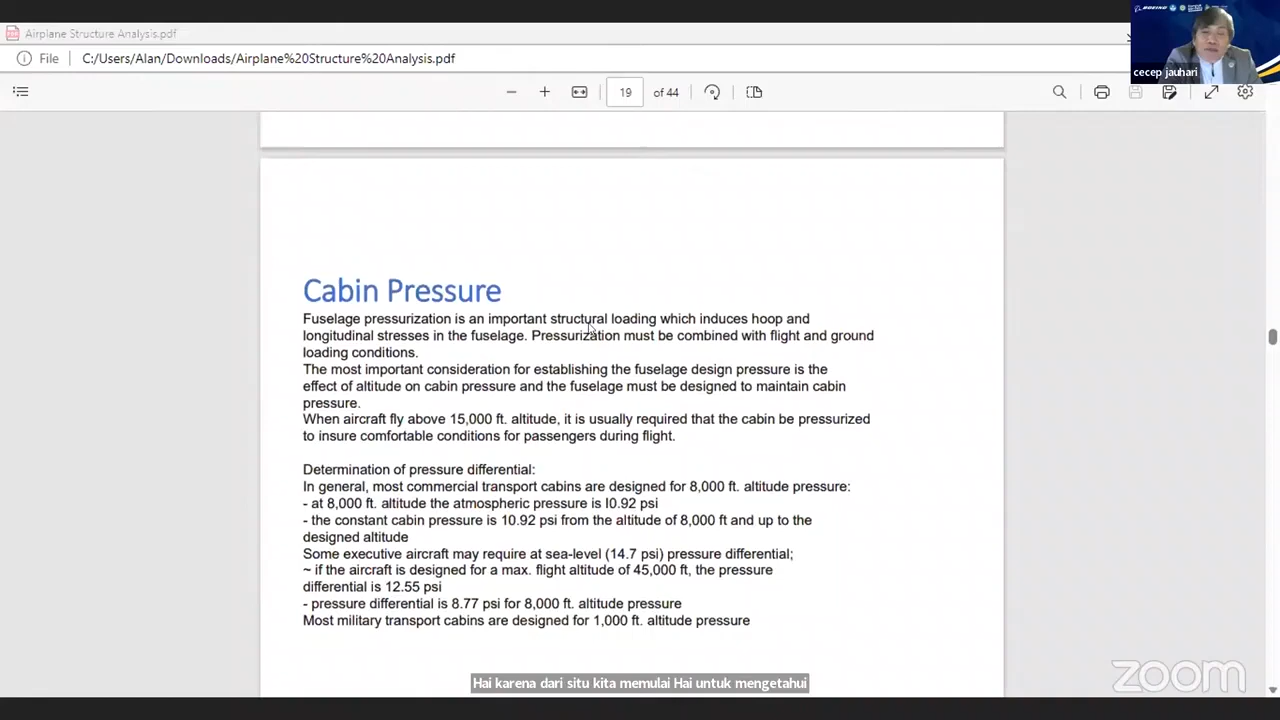 Airplane Structure Analysis.pdf
File C:/Users/Alan/Downloads/Airplane%20Structure%20Analysis.pdf
BOEING
cecep jauhari
19 of 44
Cabin Pressure
Fuselage pressurization is an important structural loading which induces hoop and
longitudinal stresses in the fuselage. Pressurization must be combined with flight and ground
loading conditions.
The most important consideration for establishing the fuselage design pressure is the
effect of altitude on cabin pressure and the fuselage must be designed to maintain cabin
pressure.
When aircraft fly above 15,000 ft. altitude, it is usually required that the cabin be pressurized
to insure comfortable conditions for passengers during flight.
Determination of pressure differential:
In general, most commercial transport cabins are designed for 8,000 ft. altitude pressure:
- at 8,000 ft. altitude the atmospheric pressure is I0.92 psi
- the constant cabin pressure is 10.92 psi from the altitude of 8,000 ft and up to the
designed altitude
Some executive aircraft may require at sea-level (14.7 psi) pressure differential;
~ if the aircraft is designed for a max. flight altitude of 45,000 ft, the pressure
differential is 12.55 psi
- pressure differential is 8.77 psi for 8,000 ft. altitude pressure
Most military transport cabins are designed for 1,000 ft. altitude pressure
Hai karena dari situ kita memulai Hai untuk mengetahui
zoom